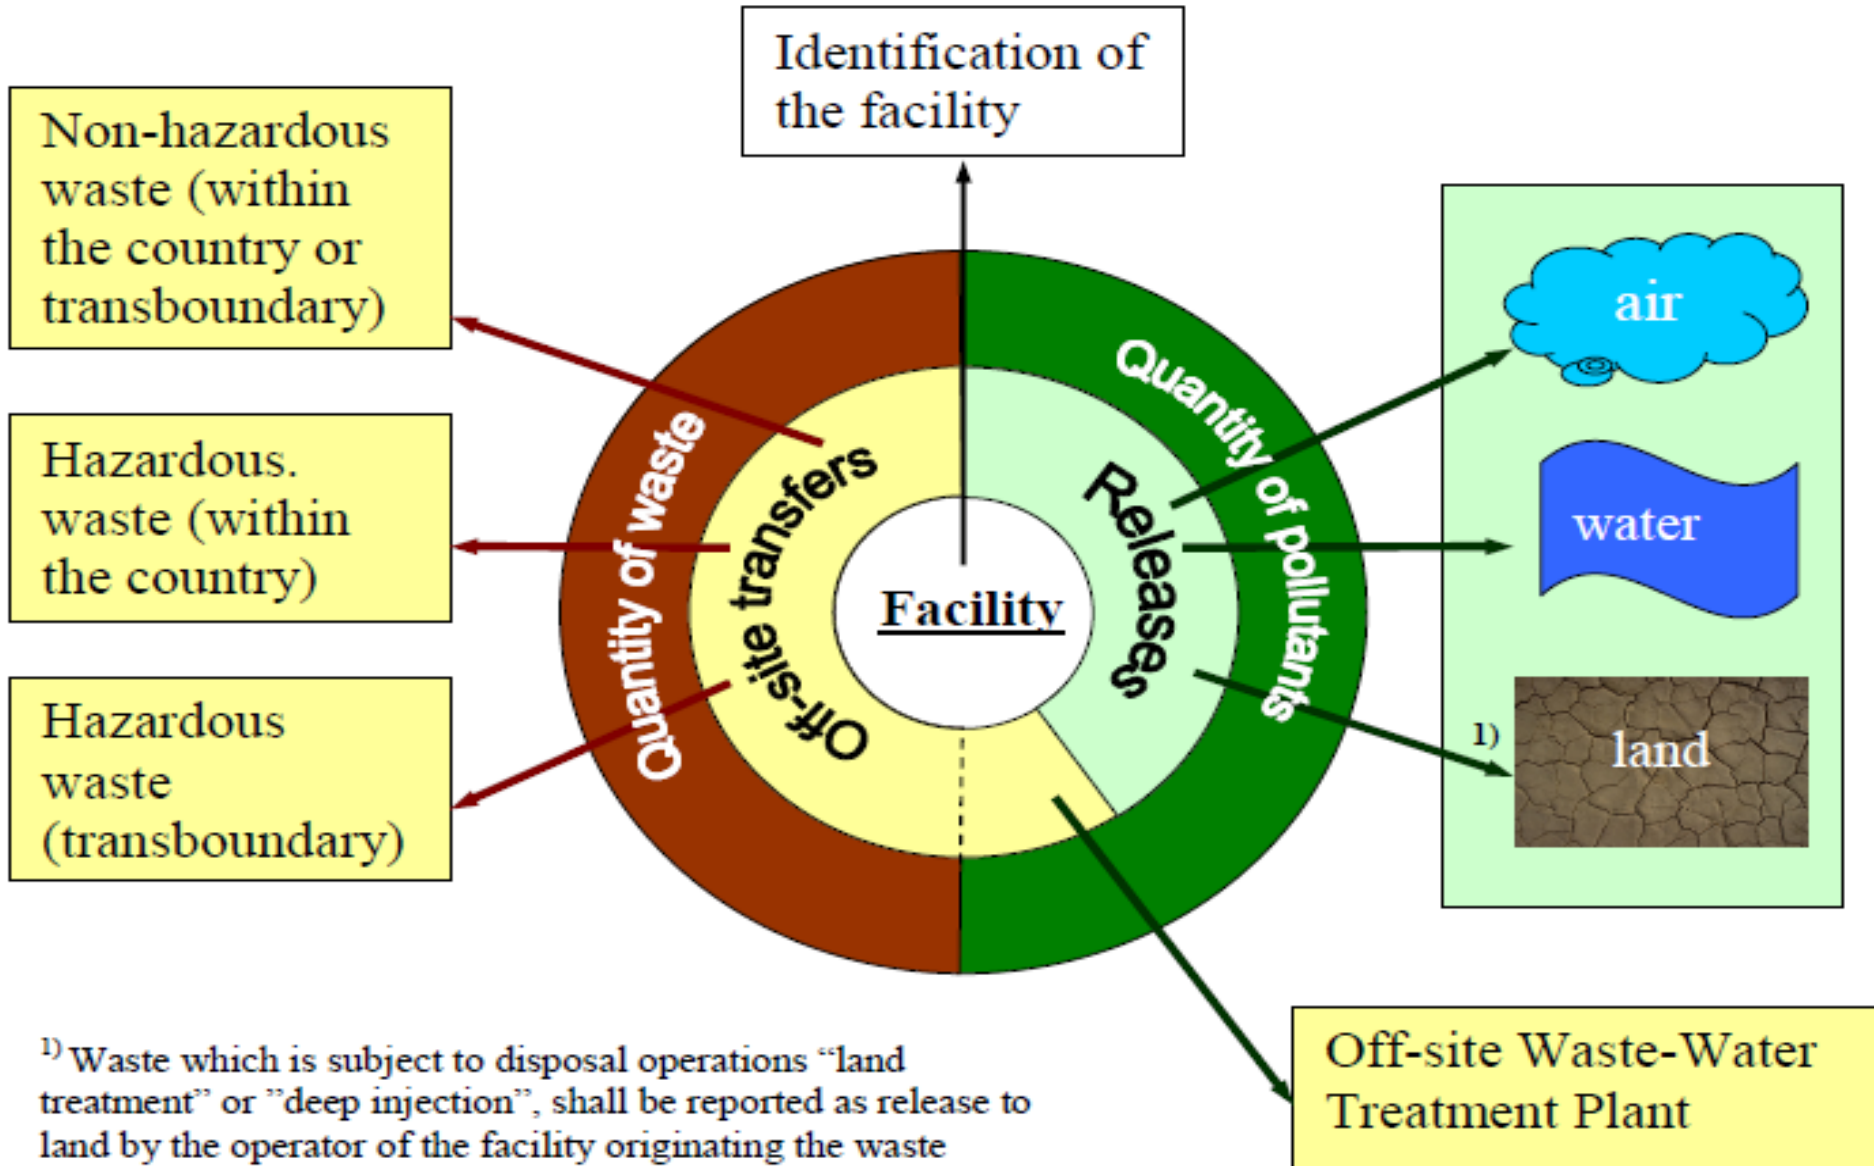 Identification of
the facility
Non-hazardous
waste (within
the country or
transboundary)
Hazardous.
waste (within
the country)
Hazardous
waste
(transboundary)
Quantity of waste
Off-site transfers
Facility
Releases
Quantity of pollutants
air
water
1)
land
Off-site Waste-Water
Treatment Plant
1) Waste which is subject to disposal operations “land
treatment” or ”deep injection”, shall be reported as release to
land by the operator of the facility originating the waste